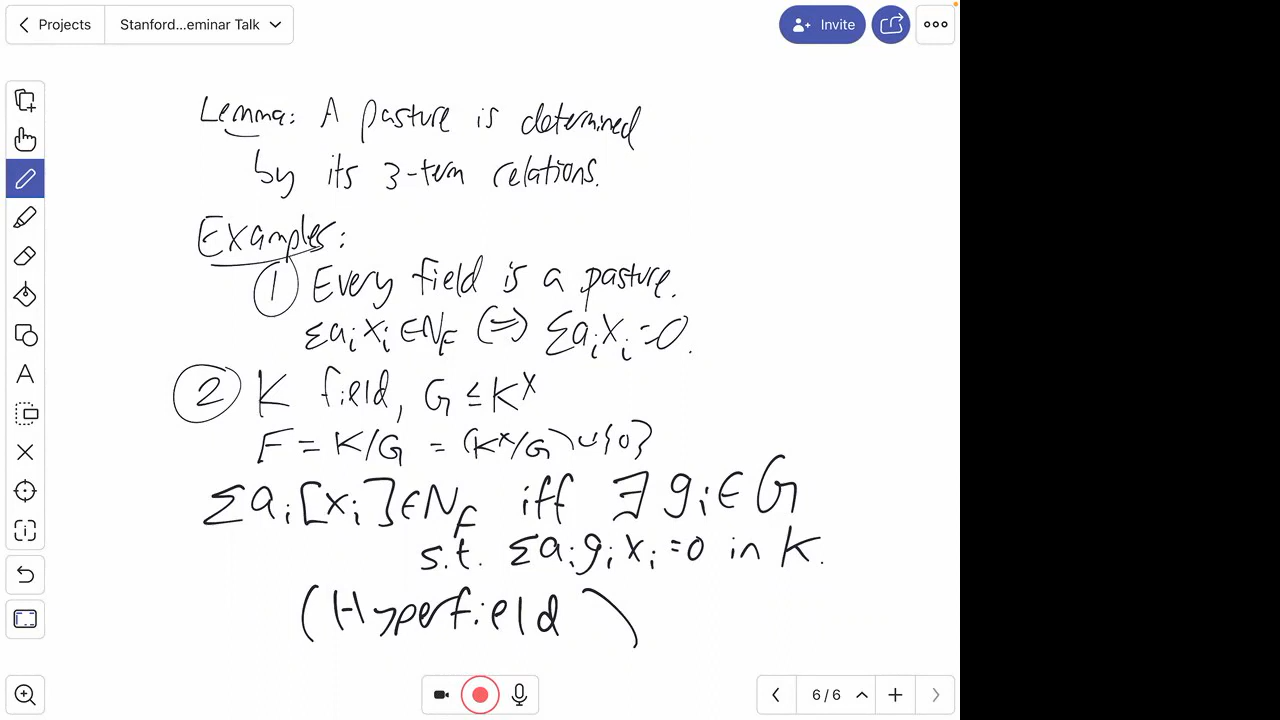 Projects
Stanford...eminar Talk
Invite
Lemma: A pasture is determined
by its 3-term relations.
Examples:
① Every field is a pasture.
Σaᵢxᵢ∈N_F ⟺ Σaᵢxᵢ=0.
② K field, G ≤ K^×
F = K/G = (K^×/G) ∪ {0}
Σaᵢ[xᵢ]∈N_F iff ∃ gᵢ∈G
s.t. Σaᵢgᵢxᵢ=0 in K.
(Hyperfield)
A
6/6